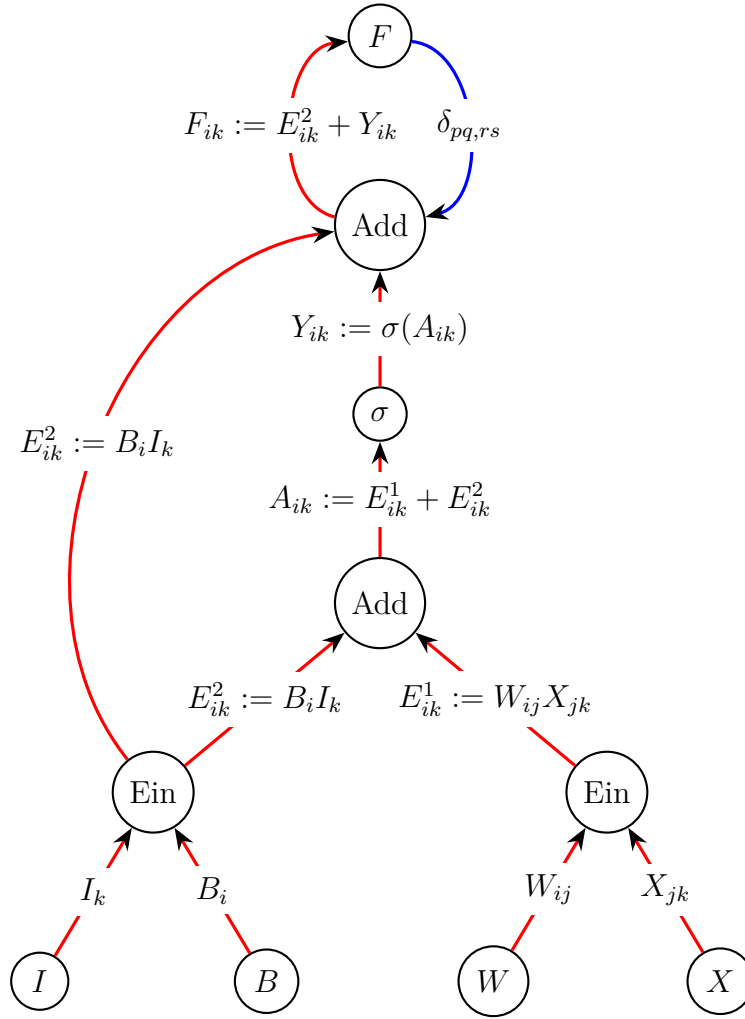 F
F_{ik} := E^2_{ik} + Y_{ik}
δ_{pq,rs}
Add
Y_{ik} := σ(A_{ik})
σ
E^2_{ik} := B_i I_k
A_{ik} := E^1_{ik} + E^2_{ik}
Add
E^2_{ik} := B_i I_k
E^1_{ik} := W_{ij} X_{jk}
Ein
Ein
I_k
B_i
W_{ij}
X_{jk}
I
B
W
X